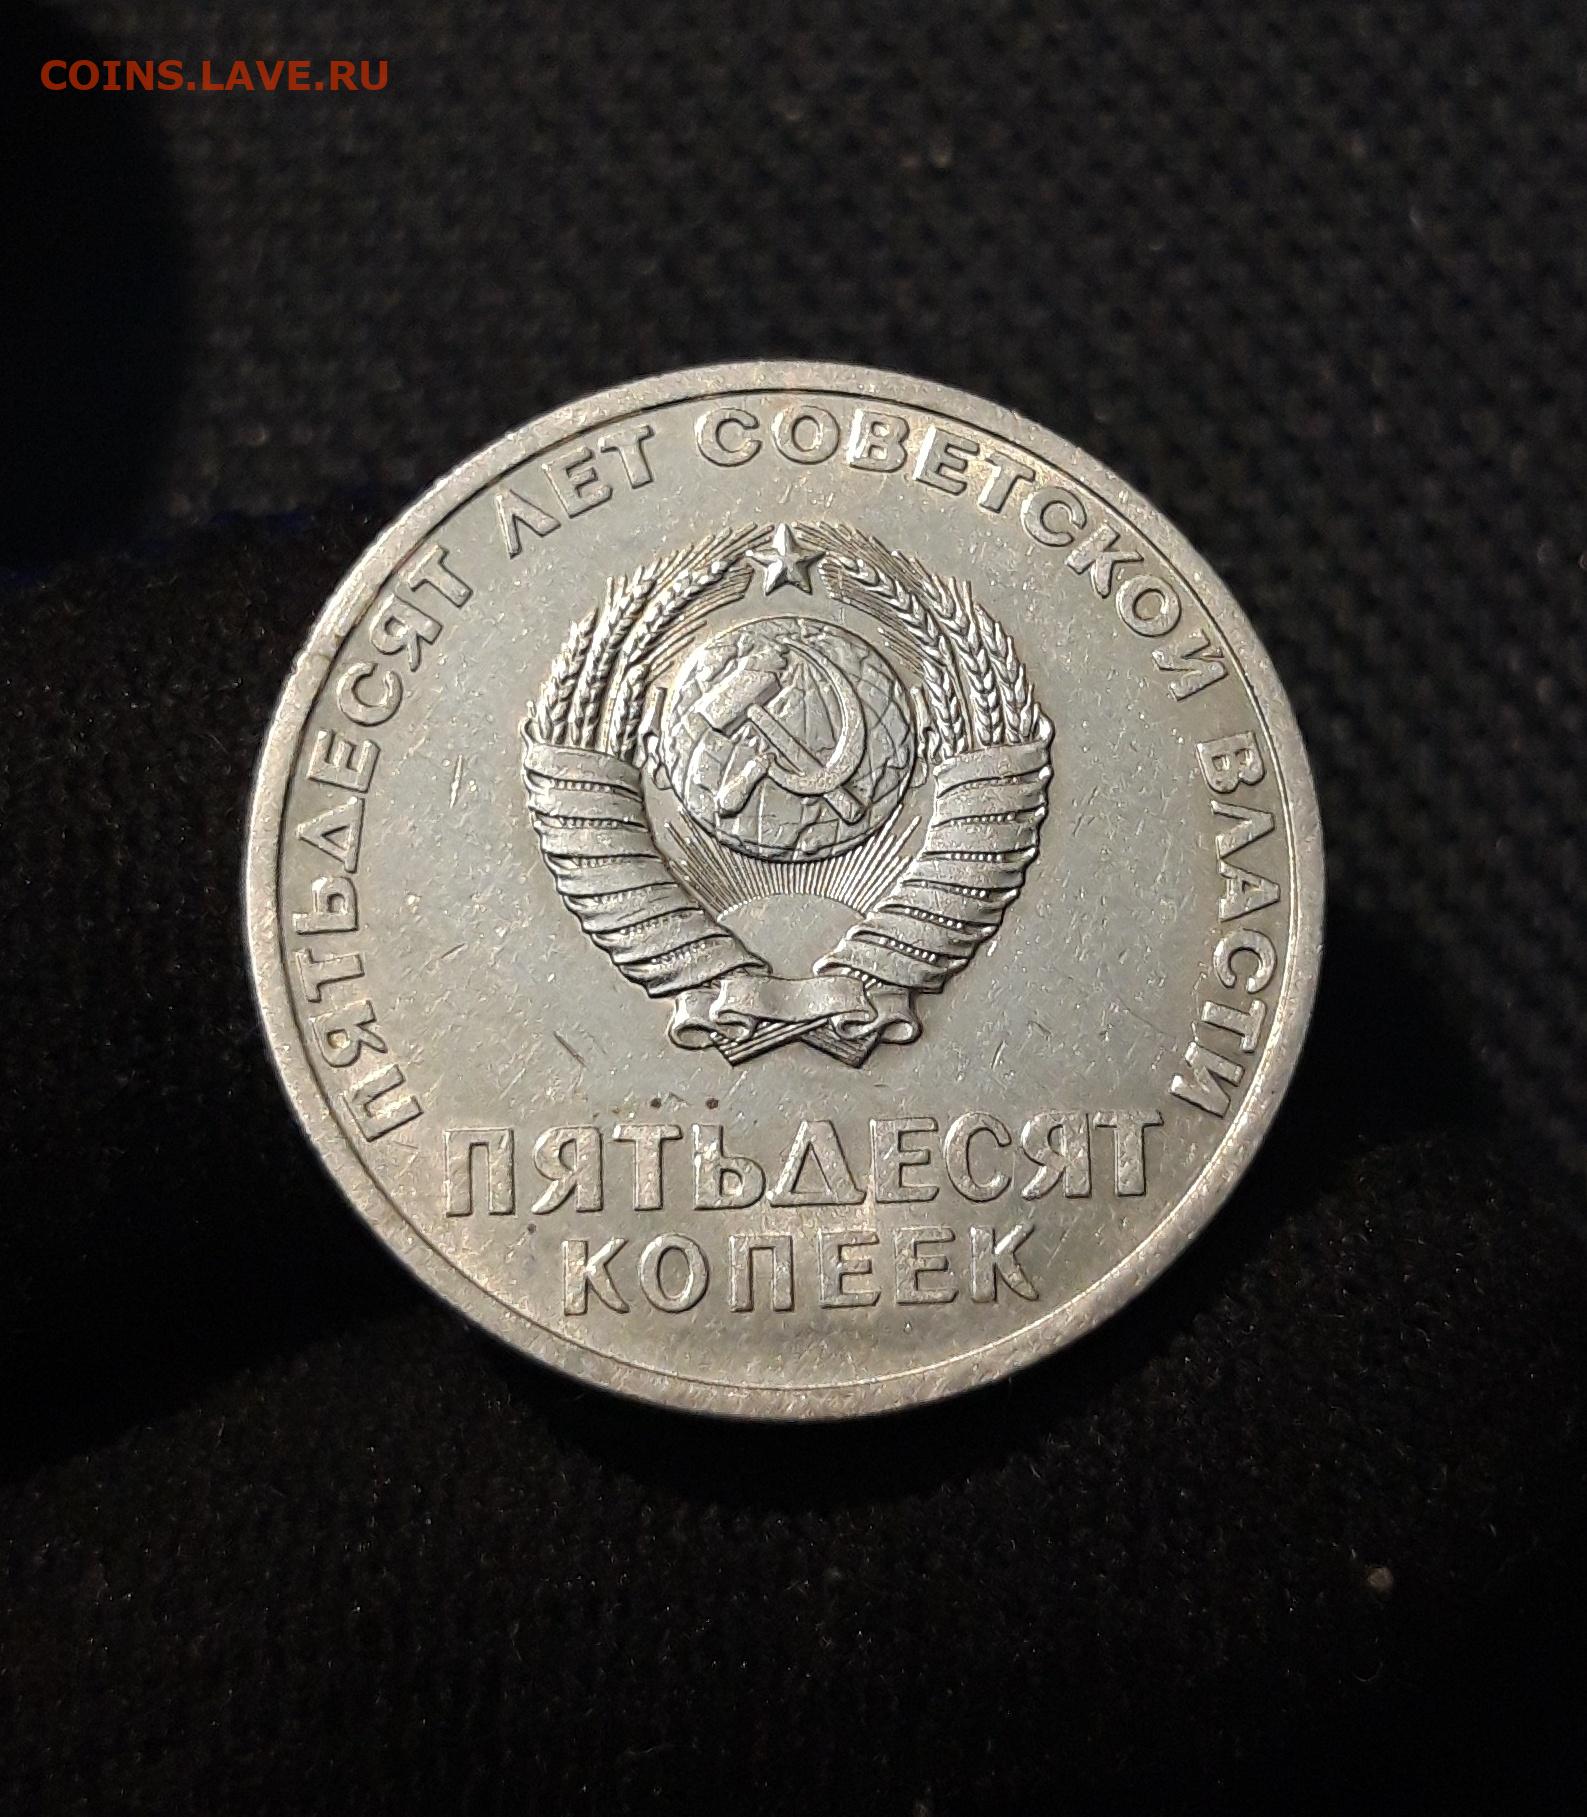 COINS.LAVE.RU
ПЯТЬДЕСЯТ ЛЕТ СОВЕТСКОЙ ВЛАСТИ
ПЯТЬДЕСЯТ
КОПЕЕК